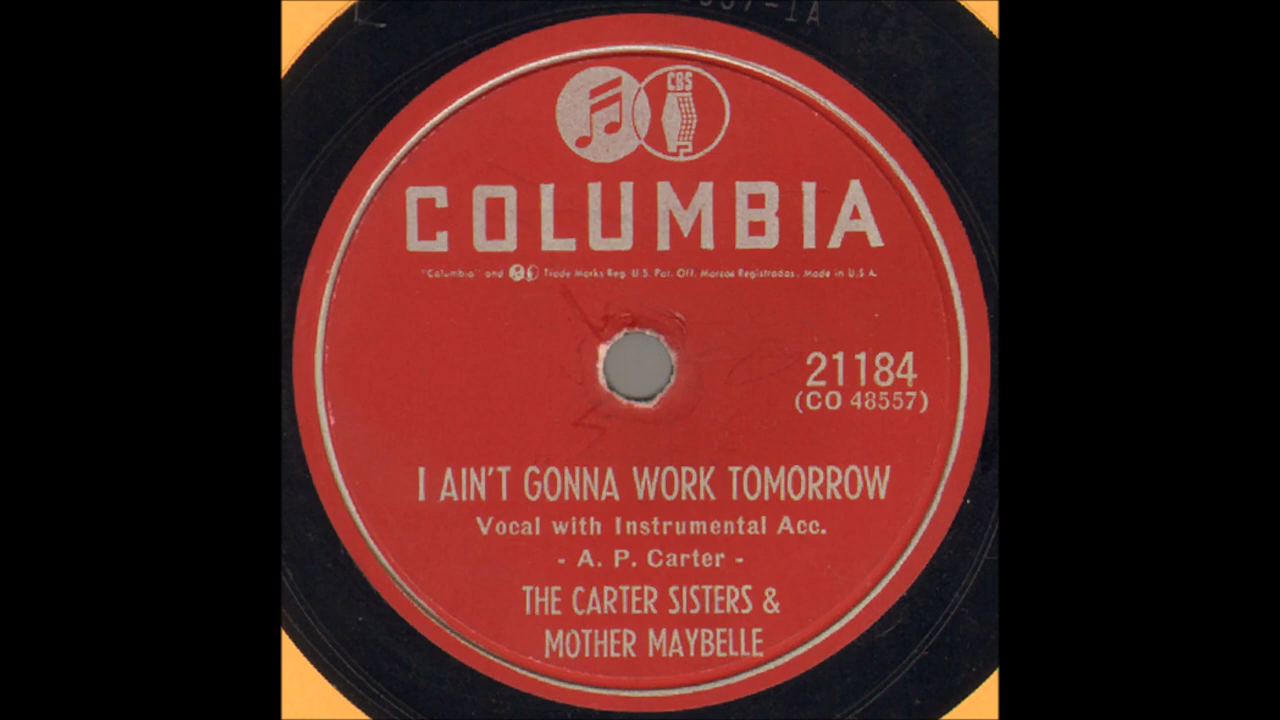 CBS
COLUMBIA
"Columbia" and Trade Marks Reg. U.S. Pat. Off. Marcas Registradas. Made in U.S.A.
21184
(CO 48557)
I AIN'T GONNA WORK TOMORROW
Vocal with Instrumental Acc.
- A. P. Carter -
THE CARTER SISTERS &
MOTHER MAYBELLE